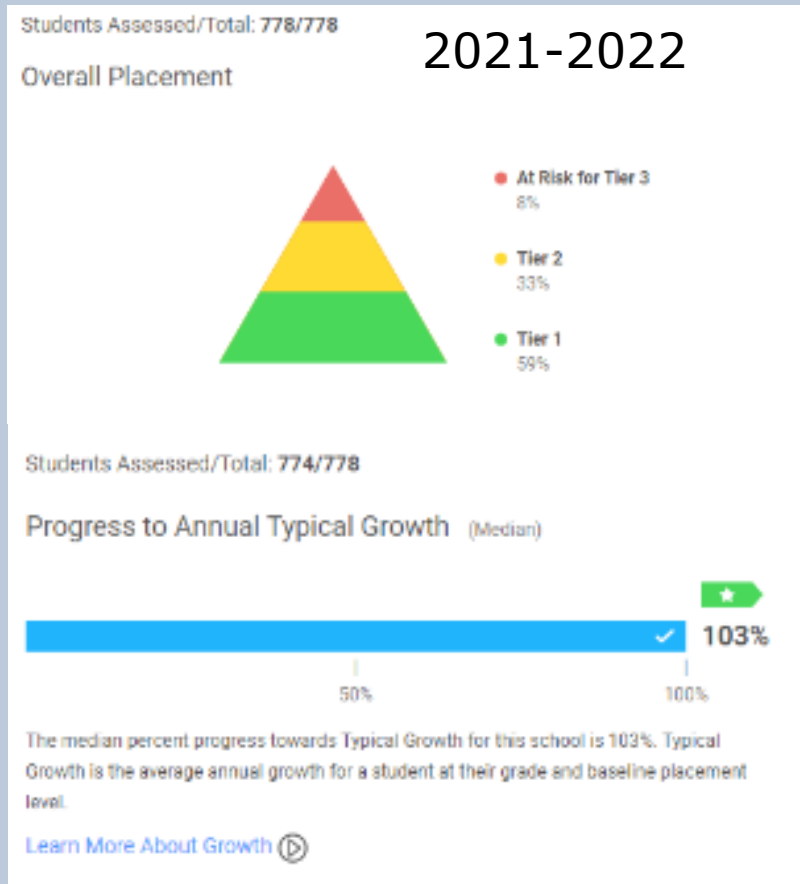 Students Assessed/Total: 778/778
2021-2022
Overall Placement
At Risk for Tier 3
8%
Tier 2
33%
Tier 1
59%
Students Assessed/Total: 774/778
Progress to Annual Typical Growth (Median)
103%
50%
100%
The median percent progress towards Typical Growth for this school is 103%. Typical
Growth is the average annual growth for a student at their grade and baseline placement
level.
Learn More About Growth